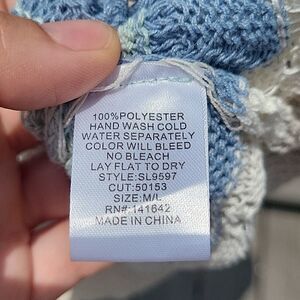 100%POLYESTER
HAND WASH COLD
WATER SEPARATELY
COLOR WILL BLEED
NO BLEACH
LAY FLAT TO DRY
STYLE:SL9597
CUT:50153
SIZE:M/L
RN#:141642
MADE IN CHINA